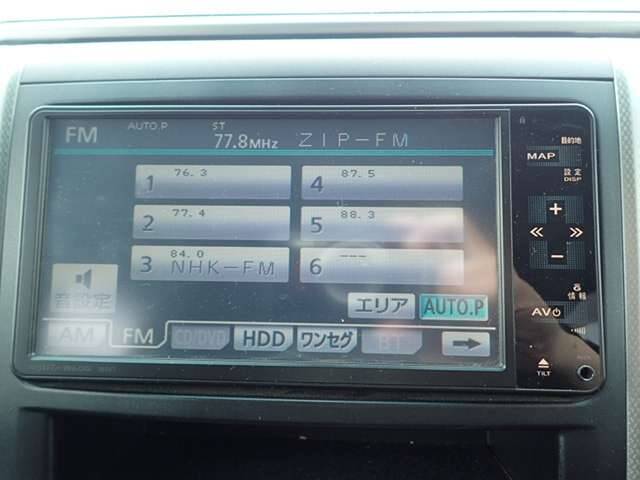 FM AUTO.P ST 77.8MHz ZIP-FM
1 76.3
4 87.5
2 77.4
5 88.3
3 84.0 NHK-FM
6 ---
音設定
エリア AUTO.P
AM FM CD/DVD HDD ワンセグ BT
目的地
MAP
設定
DISP
+
−
情報
AV
TILT